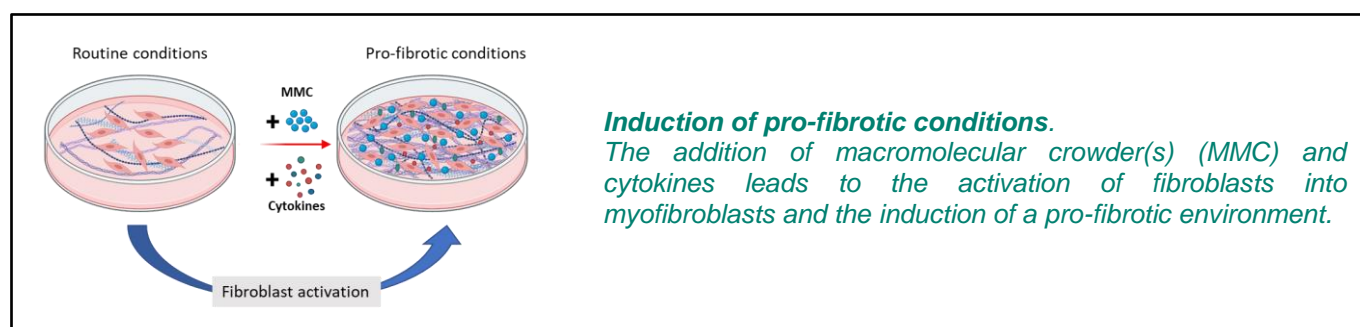 Routine conditions
Pro-fibrotic conditions
MMC
+
+
Cytokines
Fibroblast activation
Induction of pro-fibrotic conditions.
The addition of macromolecular crowder(s) (MMC) and
cytokines leads to the activation of fibroblasts into
myofibroblasts and the induction of a pro-fibrotic environment.